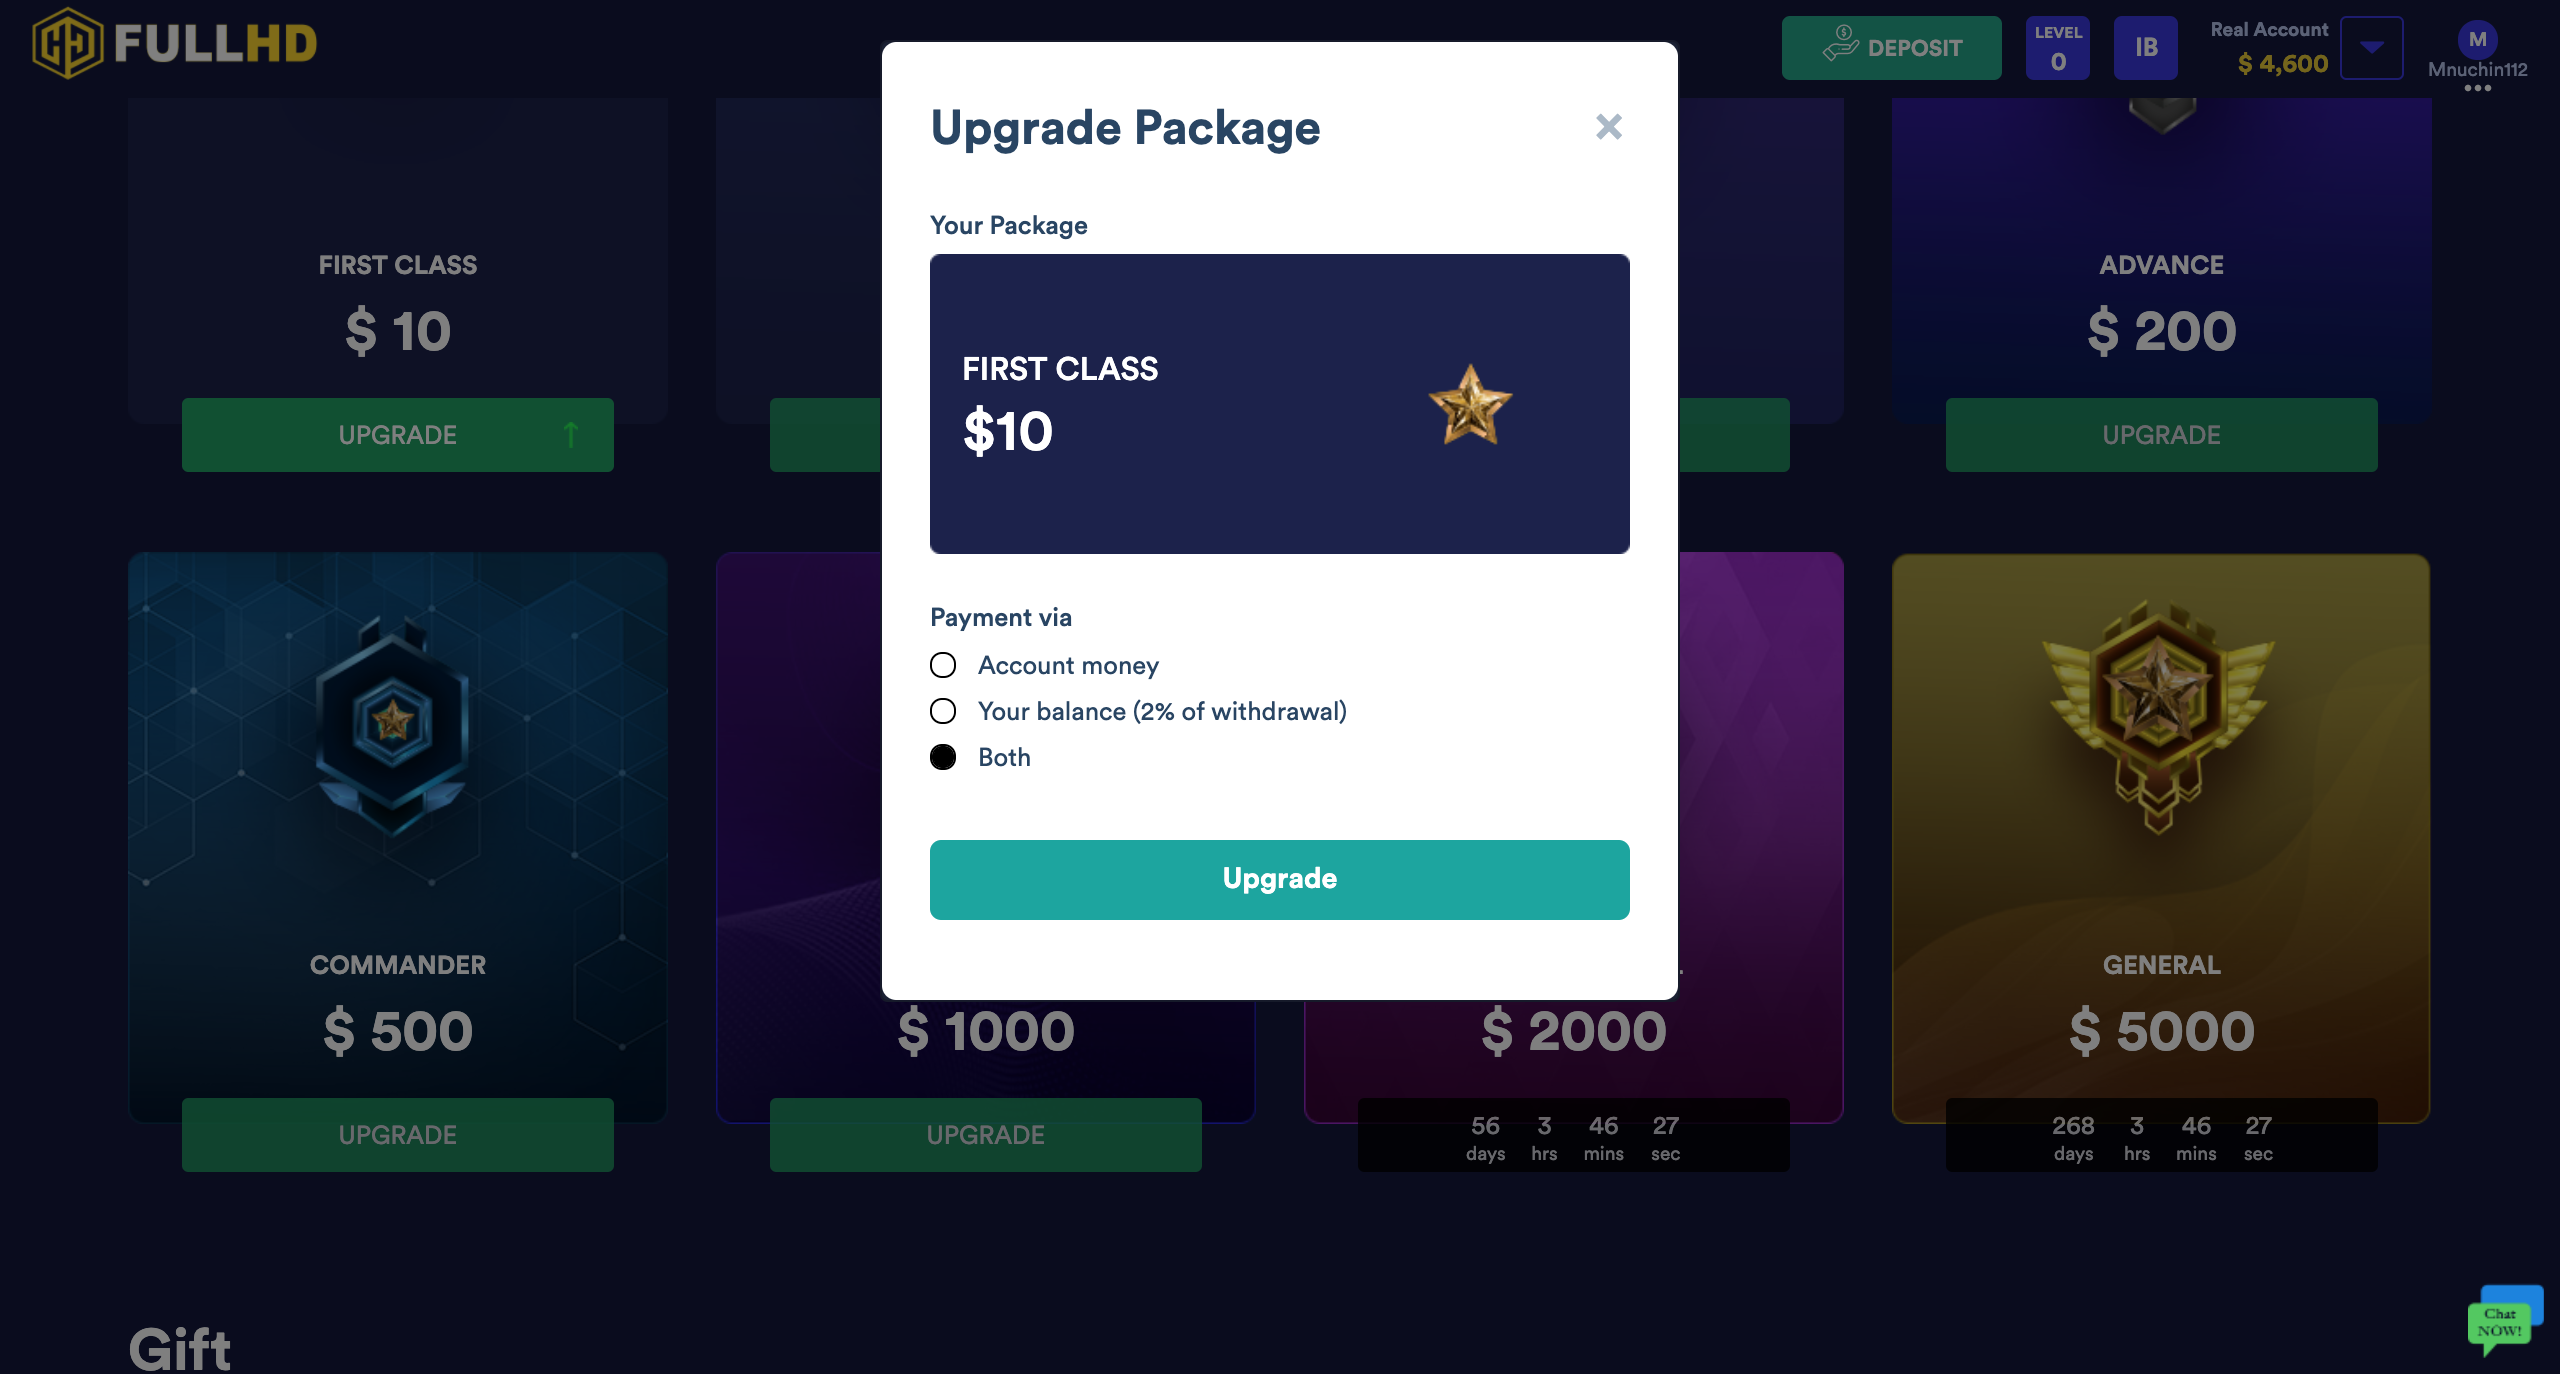 FULLHD
DEPOSIT
LEVEL
0
IB
Real Account
$ 4,600
M
Mnuchin112
Upgrade Package
Your Package
FIRST CLASS
$10
Payment via
Account money
Your balance (2% of withdrawal)
Both
Upgrade
FIRST CLASS
$ 10
UPGRADE
ADVANCE
$ 200
UPGRADE
COMMANDER
$ 500
UPGRADE
$ 1000
UPGRADE
$ 2000
56 3 46 27
days hrs mins sec
GENERAL
$ 5000
268 3 46 27
days hrs mins sec
Gift
Chat
NOW!